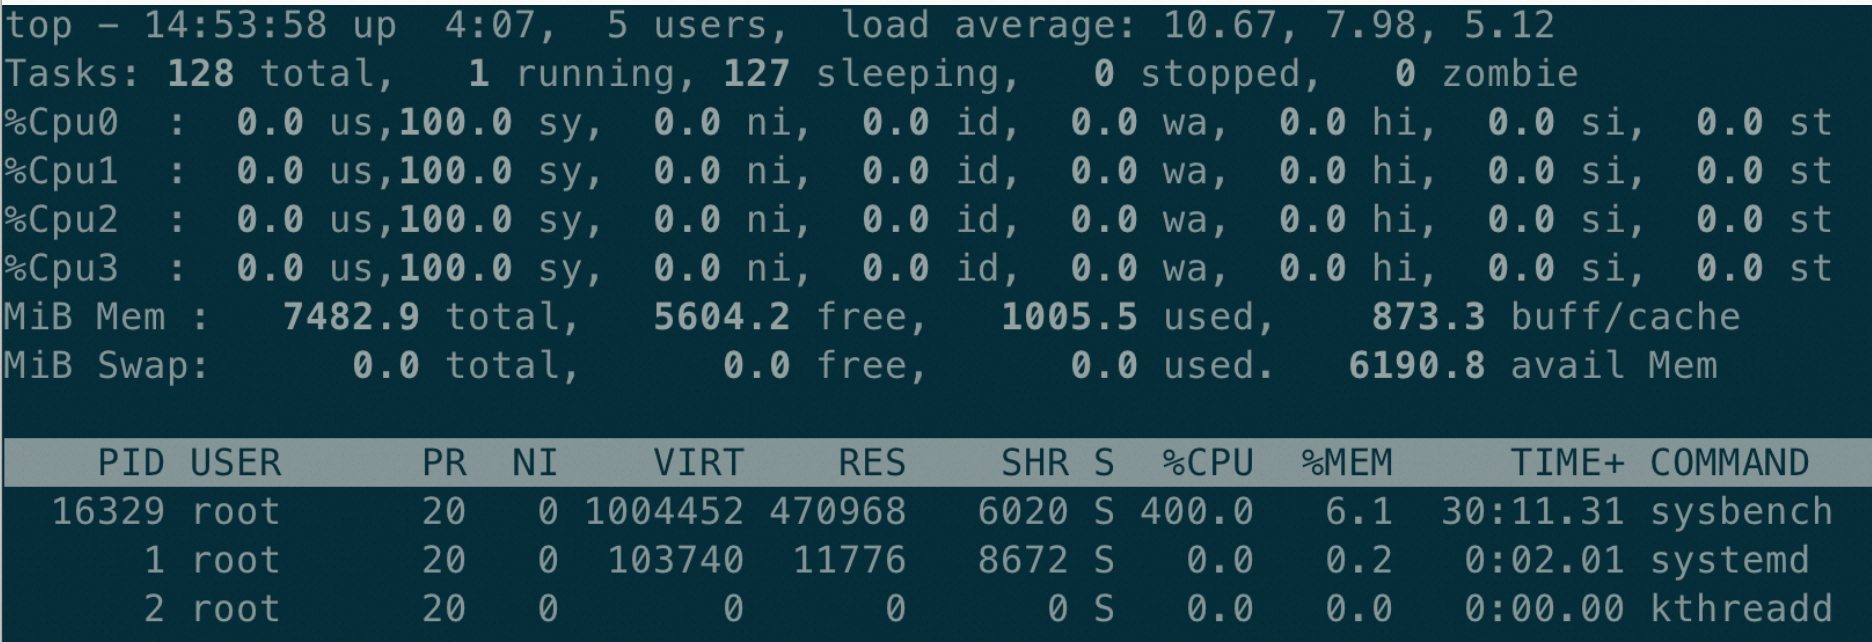 top - 14:53:58 up  4:07,  5 users,  load average: 10.67, 7.98, 5.12
Tasks: 128 total,   1 running, 127 sleeping,   0 stopped,   0 zombie
%Cpu0  :  0.0 us,100.0 sy,  0.0 ni,  0.0 id,  0.0 wa,  0.0 hi,  0.0 si,  0.0 st
%Cpu1  :  0.0 us,100.0 sy,  0.0 ni,  0.0 id,  0.0 wa,  0.0 hi,  0.0 si,  0.0 st
%Cpu2  :  0.0 us,100.0 sy,  0.0 ni,  0.0 id,  0.0 wa,  0.0 hi,  0.0 si,  0.0 st
%Cpu3  :  0.0 us,100.0 sy,  0.0 ni,  0.0 id,  0.0 wa,  0.0 hi,  0.0 si,  0.0 st
MiB Mem :   7482.9 total,   5604.2 free,   1005.5 used,    873.3 buff/cache
MiB Swap:      0.0 total,      0.0 free,      0.0 used.   6190.8 avail Mem
PID USER      PR  NI    VIRT    RES    SHR S  %CPU  %MEM     TIME+ COMMAND
16329 root      20   0 1004452 470968   6020 S 400.0   6.1  30:11.31 sysbench
1 root      20   0  103740  11776   8672 S   0.0   0.2   0:02.01 systemd
2 root      20   0       0      0      0 S   0.0   0.0   0:00.00 kthreadd